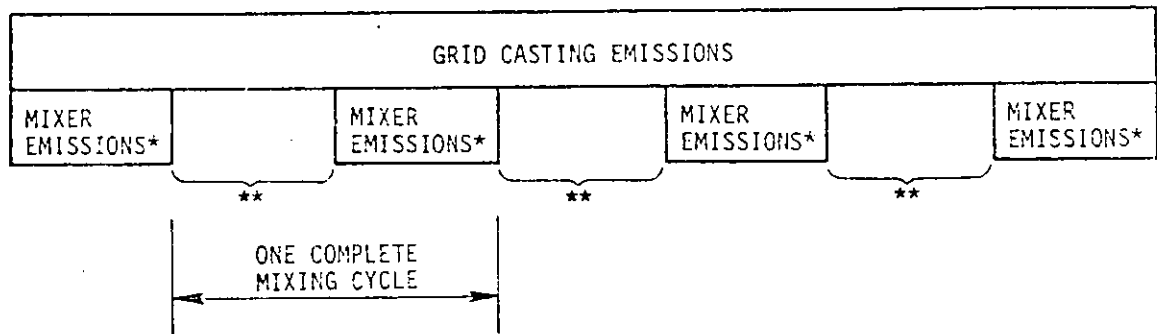 GRID CASTING EMISSIONS
MIXER
EMISSIONS*
MIXER
EMISSIONS*
MIXER
EMISSIONS*
MIXER
EMISSIONS*
**
**
**
ONE COMPLETE
MIXING CYCLE